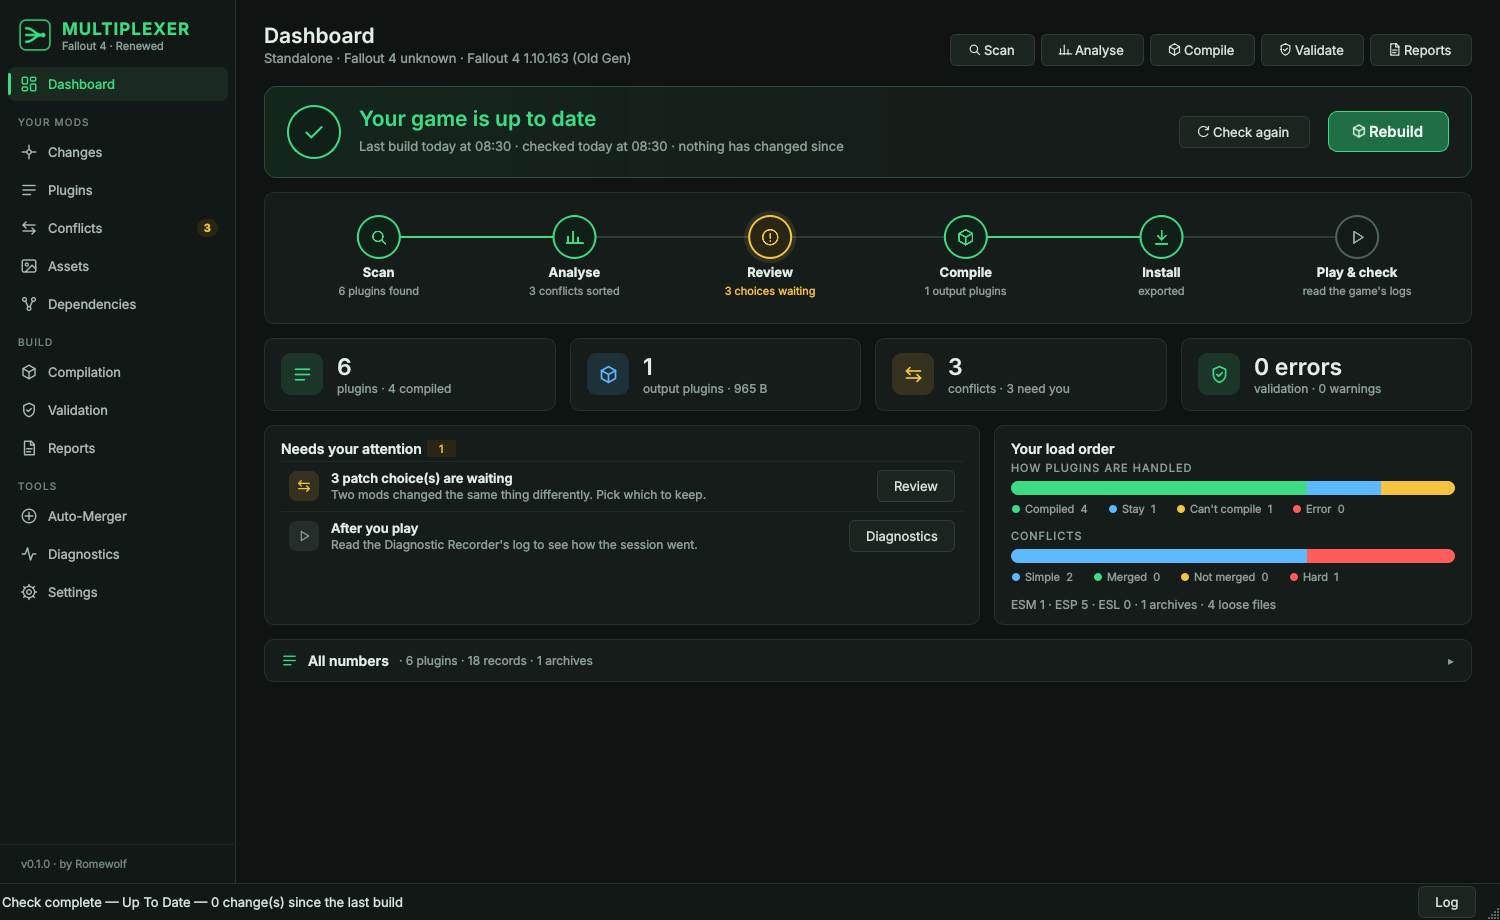 MULTIPLEXER
Fallout 4 · Renewed
Dashboard
YOUR MODS
Changes
Plugins
Conflicts 3
Assets
Dependencies
BUILD
Compilation
Validation
Reports
TOOLS
Auto-Merger
Diagnostics
Settings
v0.1.0 · by Romewolf
Dashboard
Standalone · Fallout 4 unknown · Fallout 4 1.10.163 (Old Gen)
Scan Analyse Compile Validate Reports
Your game is up to date
Last build today at 08:30 · checked today at 08:30 · nothing has changed since
Check again Rebuild
Scan Analyse Review Compile Install Play & check
6 plugins found 3 conflicts sorted 3 choices waiting 1 output plugins exported read the game's logs
6
plugins · 4 compiled
1
output plugins · 965 B
3
conflicts · 3 need you
0 errors
validation · 0 warnings
Needs your attention 1
3 patch choice(s) are waiting
Two mods changed the same thing differently. Pick which to keep.
Review
After you play
Read the Diagnostic Recorder's log to see how the session went.
Diagnostics
Your load order
HOW PLUGINS ARE HANDLED
Compiled 4 Stay 1 Can't compile 1 Error 0
CONFLICTS
Simple 2 Merged 0 Not merged 0 Hard 1
ESM 1 · ESP 5 · ESL 0 · 1 archives · 4 loose files
All numbers · 6 plugins · 18 records · 1 archives
Check complete — Up To Date — 0 change(s) since the last build
Log